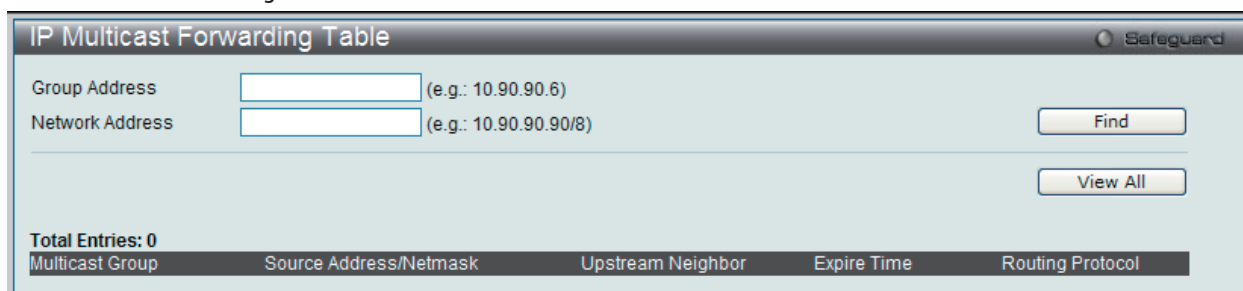 IP Multicast Forwarding Table
Safeguard
Group Address (e.g.: 10.90.90.6)
Network Address (e.g.: 10.90.90.90/8) Find
View All
Total Entries: 0
Multicast Group Source Address/Netmask Upstream Neighbor Expire Time Routing Protocol